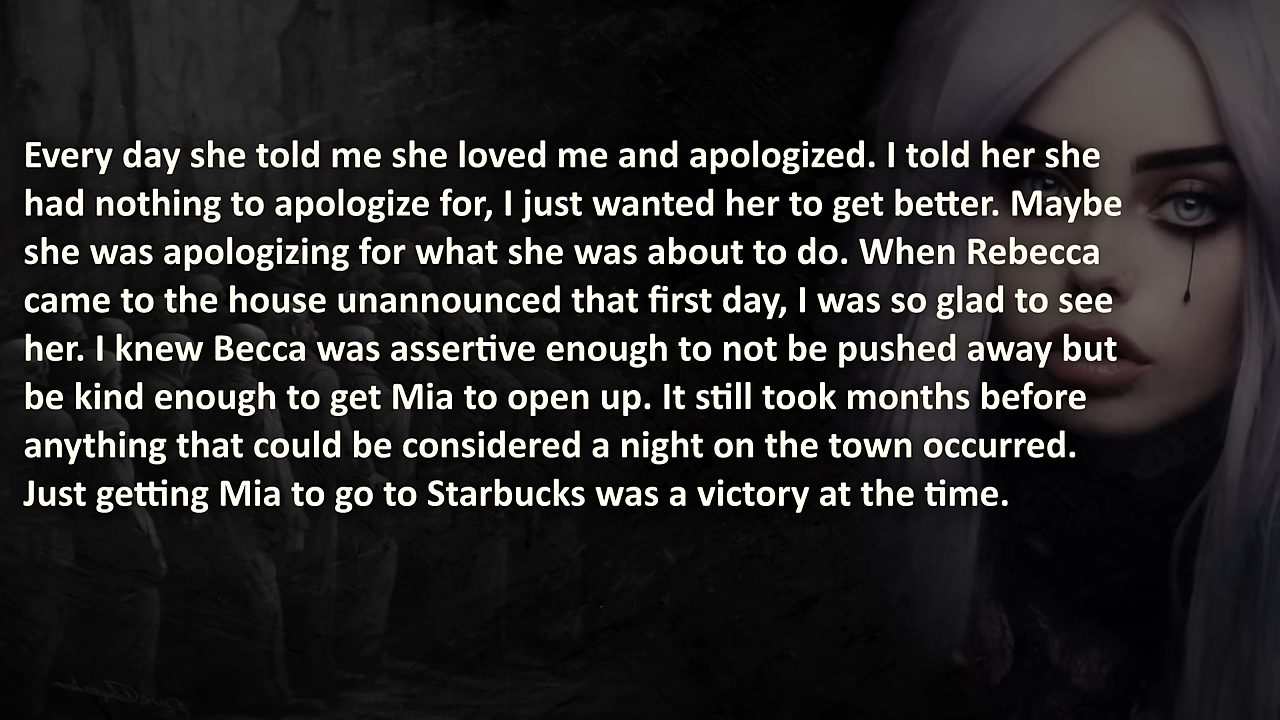 Every day she told me she loved me and apologized. I told her she
had nothing to apologize for, I just wanted her to get better. Maybe
she was apologizing for what she was about to do. When Rebecca
came to the house unannounced that first day, I was so glad to see
her. I knew Becca was assertive enough to not be pushed away but
be kind enough to get Mia to open up. It still took months before
anything that could be considered a night on the town occurred.
Just getting Mia to go to Starbucks was a victory at the time.